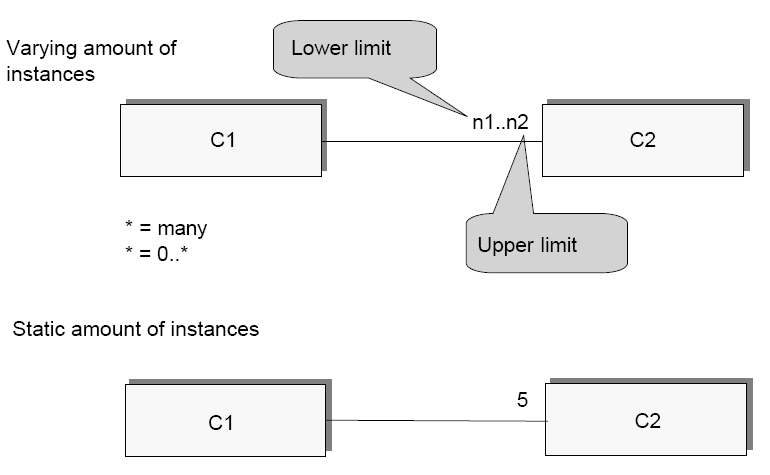 Varying amount of
instances
Lower limit
n1..n2
C1
C2
Upper limit
* = many
* = 0..*
Static amount of instances
5
C1
C2